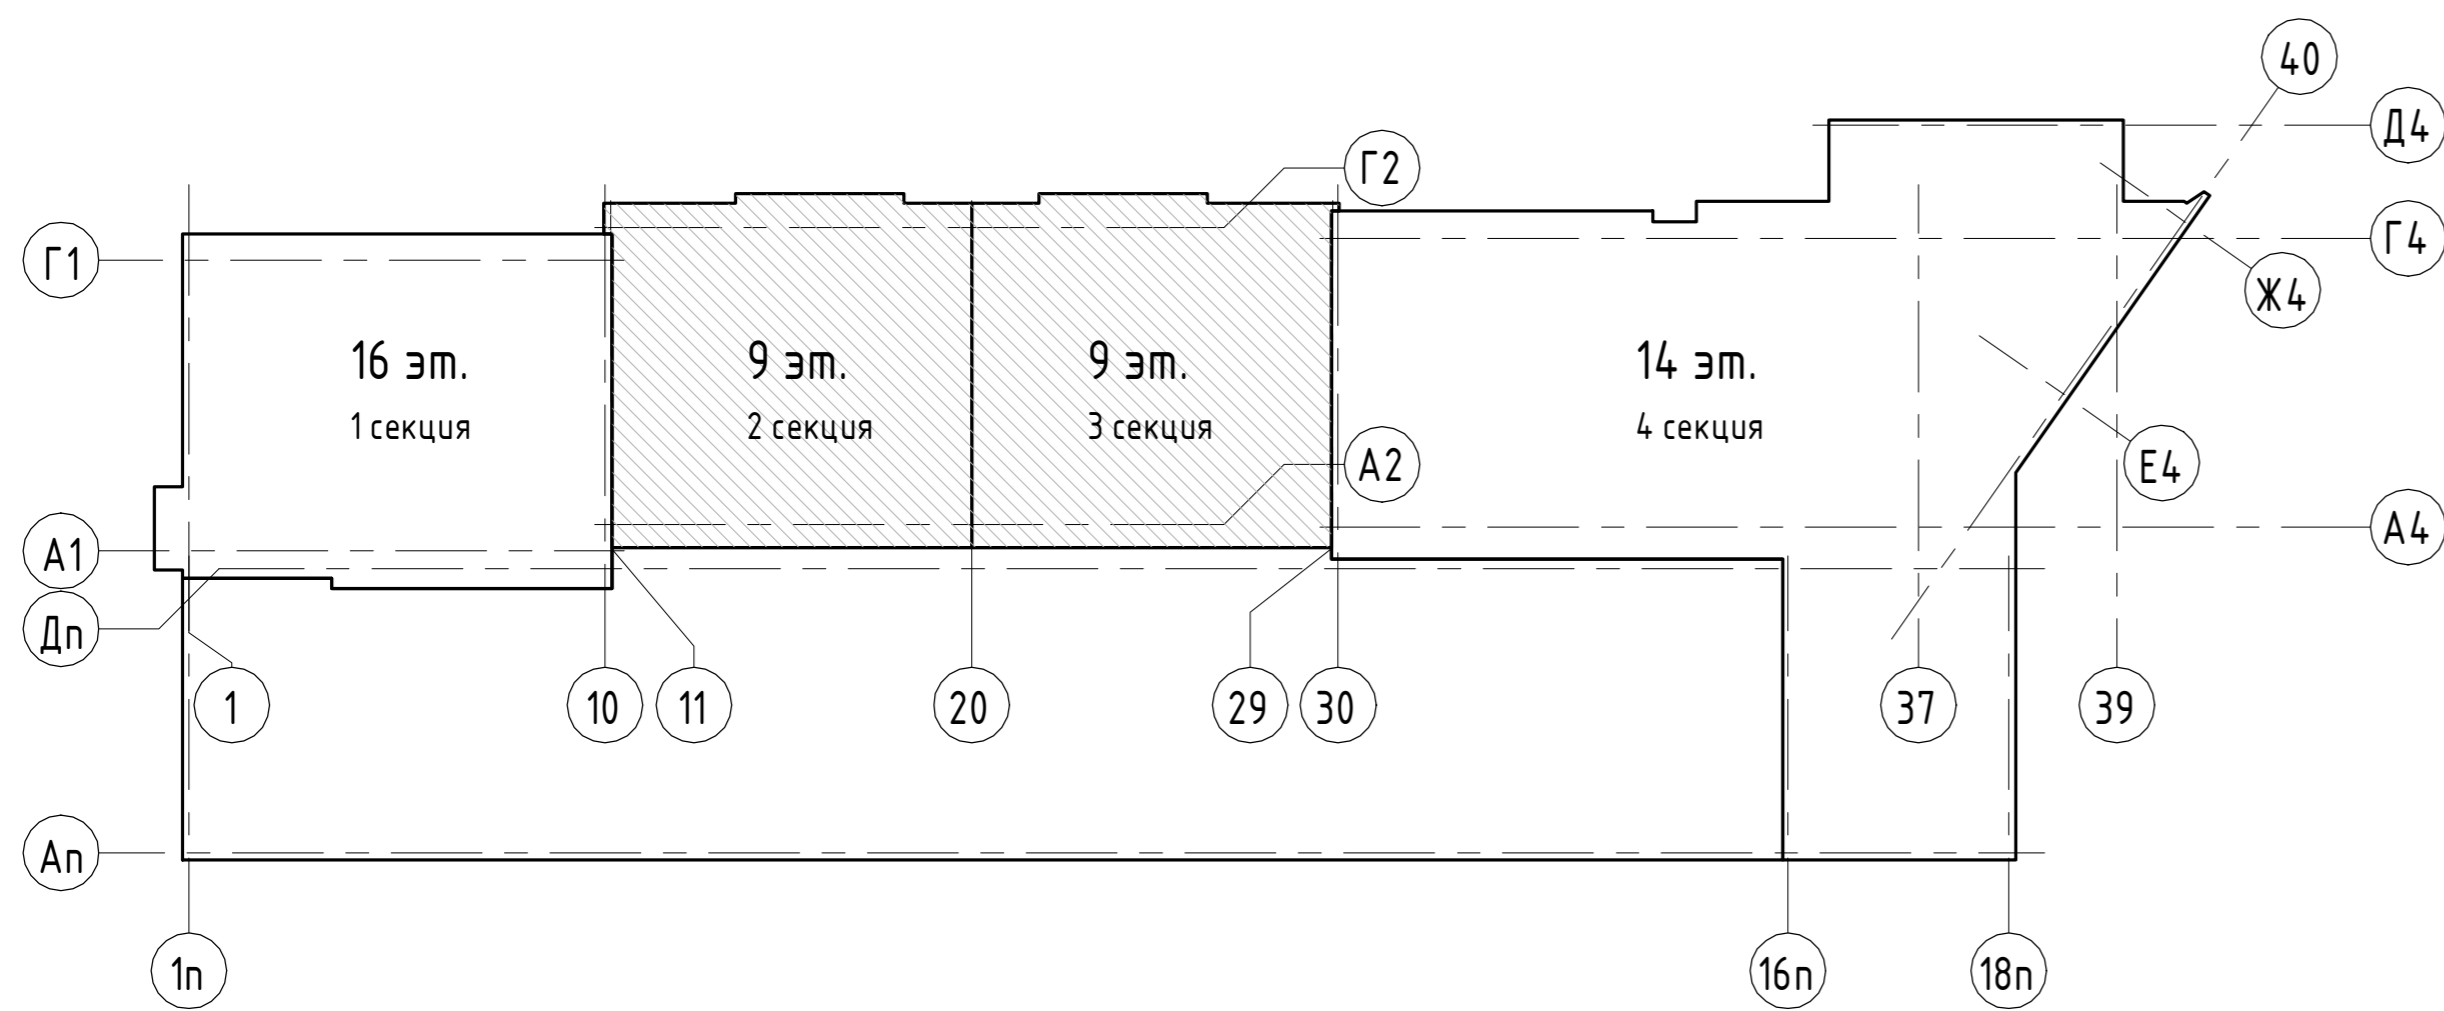 40
Д4
Г2
Г1
Г4
Ж4
16 эт.
9 эт.
9 эт.
14 эт.
1 секция
2 секция
3 секция
4 секция
А2
Е4
А1
А4
Дп
1
10
11
20
29
30
37
39
Ап
1п
16п
18п